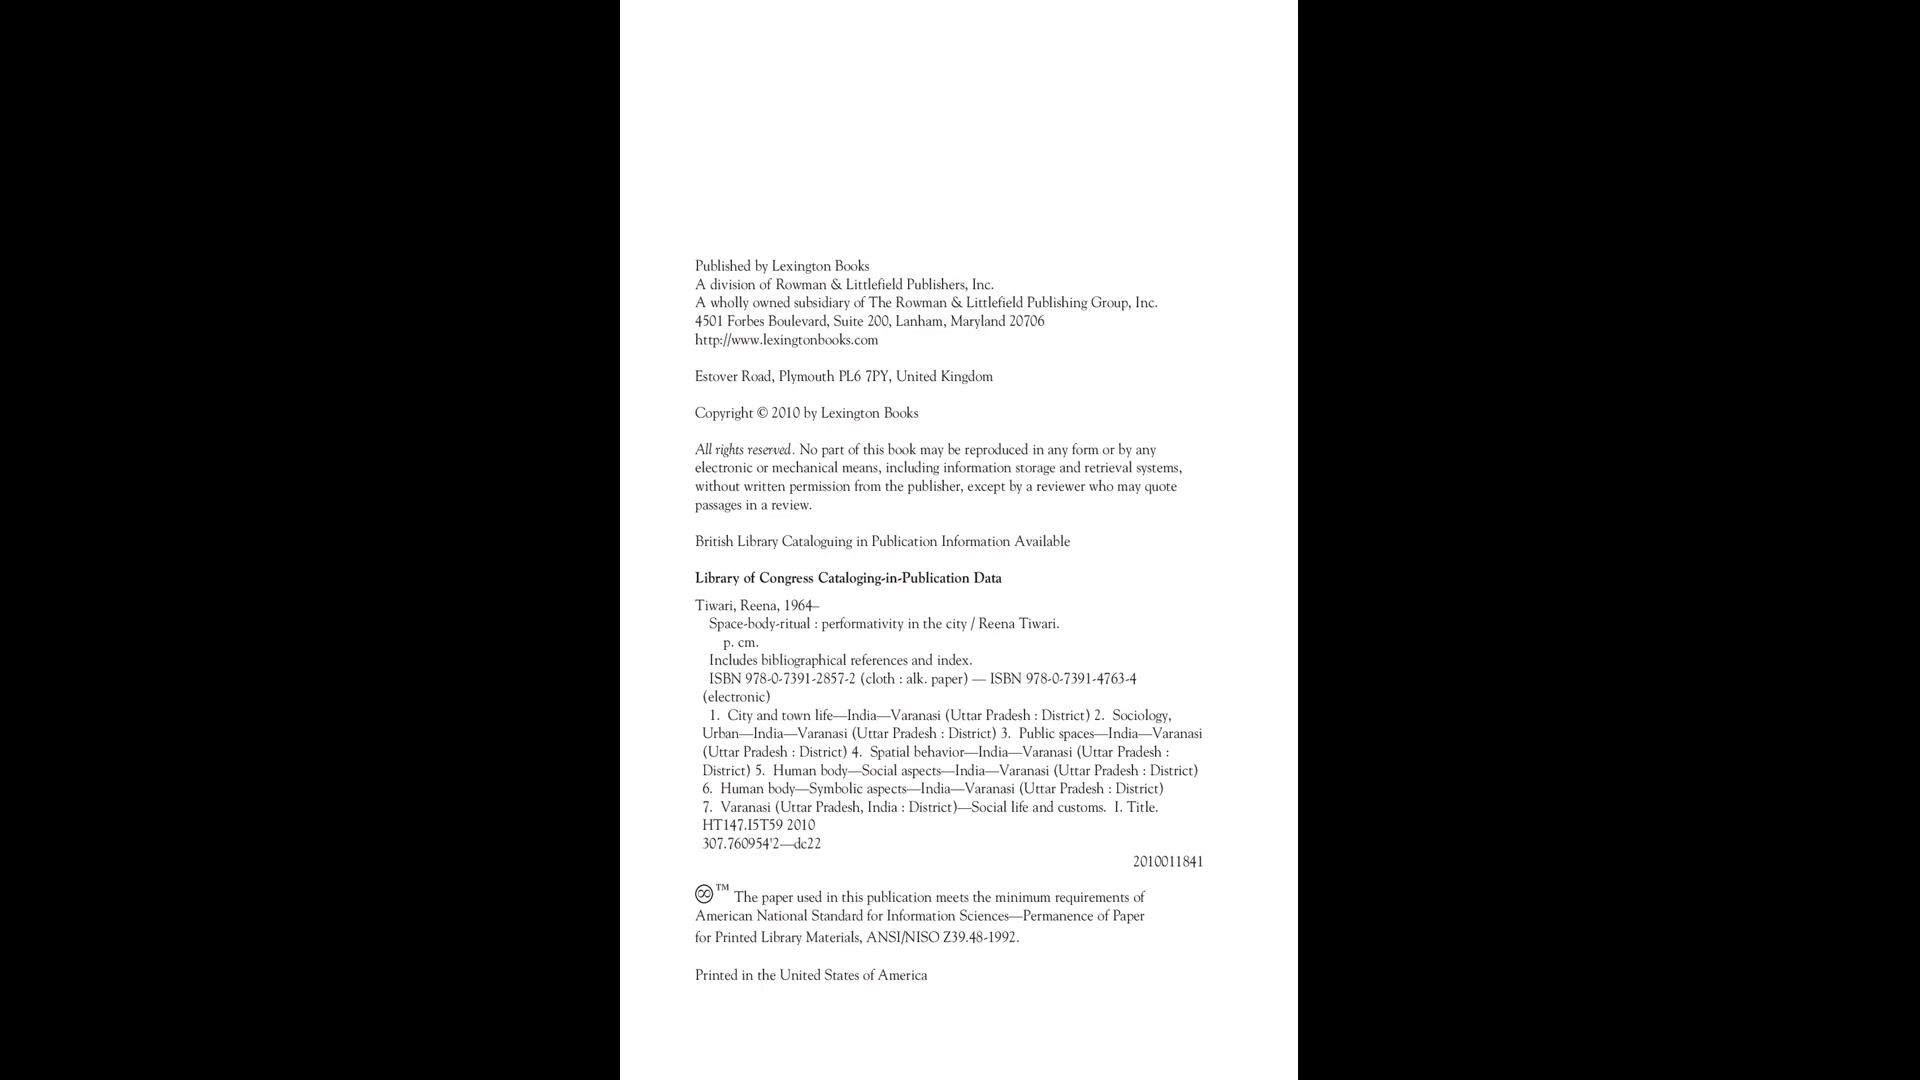 Published by Lexington Books
A division of Rowman & Littlefield Publishers, Inc.
A wholly owned subsidiary of The Rowman & Littlefield Publishing Group, Inc.
4501 Forbes Boulevard, Suite 200, Lanham, Maryland 20706
http://www.lexingtonbooks.com
Estover Road, Plymouth PL6 7PY, United Kingdom
Copyright © 2010 by Lexington Books
All rights reserved. No part of this book may be reproduced in any form or by any
electronic or mechanical means, including information storage and retrieval systems,
without written permission from the publisher, except by a reviewer who may quote
passages in a review.
British Library Cataloguing in Publication Information Available
Library of Congress Cataloging-in-Publication Data
Tiwari, Reena, 1964–
Space-body-ritual : performativity in the city / Reena Tiwari.
p. cm.
Includes bibliographical references and index.
ISBN 978-0-7391-2857-2 (cloth : alk. paper) — ISBN 978-0-7391-4763-4
(electronic)
1. City and town life—India—Varanasi (Uttar Pradesh : District) 2. Sociology,
Urban—India—Varanasi (Uttar Pradesh : District) 3. Public spaces—India—Varanasi
(Uttar Pradesh : District) 4. Spatial behavior—India—Varanasi (Uttar Pradesh :
District) 5. Human body—Social aspects—India—Varanasi (Uttar Pradesh : District)
6. Human body—Symbolic aspects—India—Varanasi (Uttar Pradesh : District)
7. Varanasi (Uttar Pradesh, India : District)—Social life and customs. I. Title.
HT147.I5T59 2010
307.760954'2—dc22
2010011841
♾™ The paper used in this publication meets the minimum requirements of
American National Standard for Information Sciences—Permanence of Paper
for Printed Library Materials, ANSI/NISO Z39.48-1992.
Printed in the United States of America